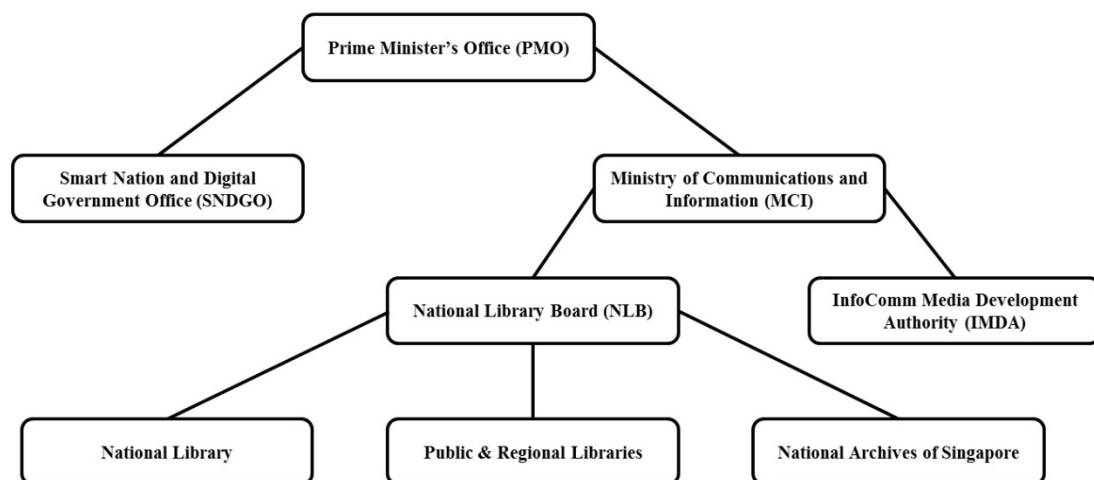 Prime Minister’s Office (PMO)
Smart Nation and Digital
Government Office (SNDGO)
Ministry of Communications and
Information (MCI)
National Library Board (NLB)
InfoComm Media Development
Authority (IMDA)
National Library
Public & Regional Libraries
National Archives of Singapore